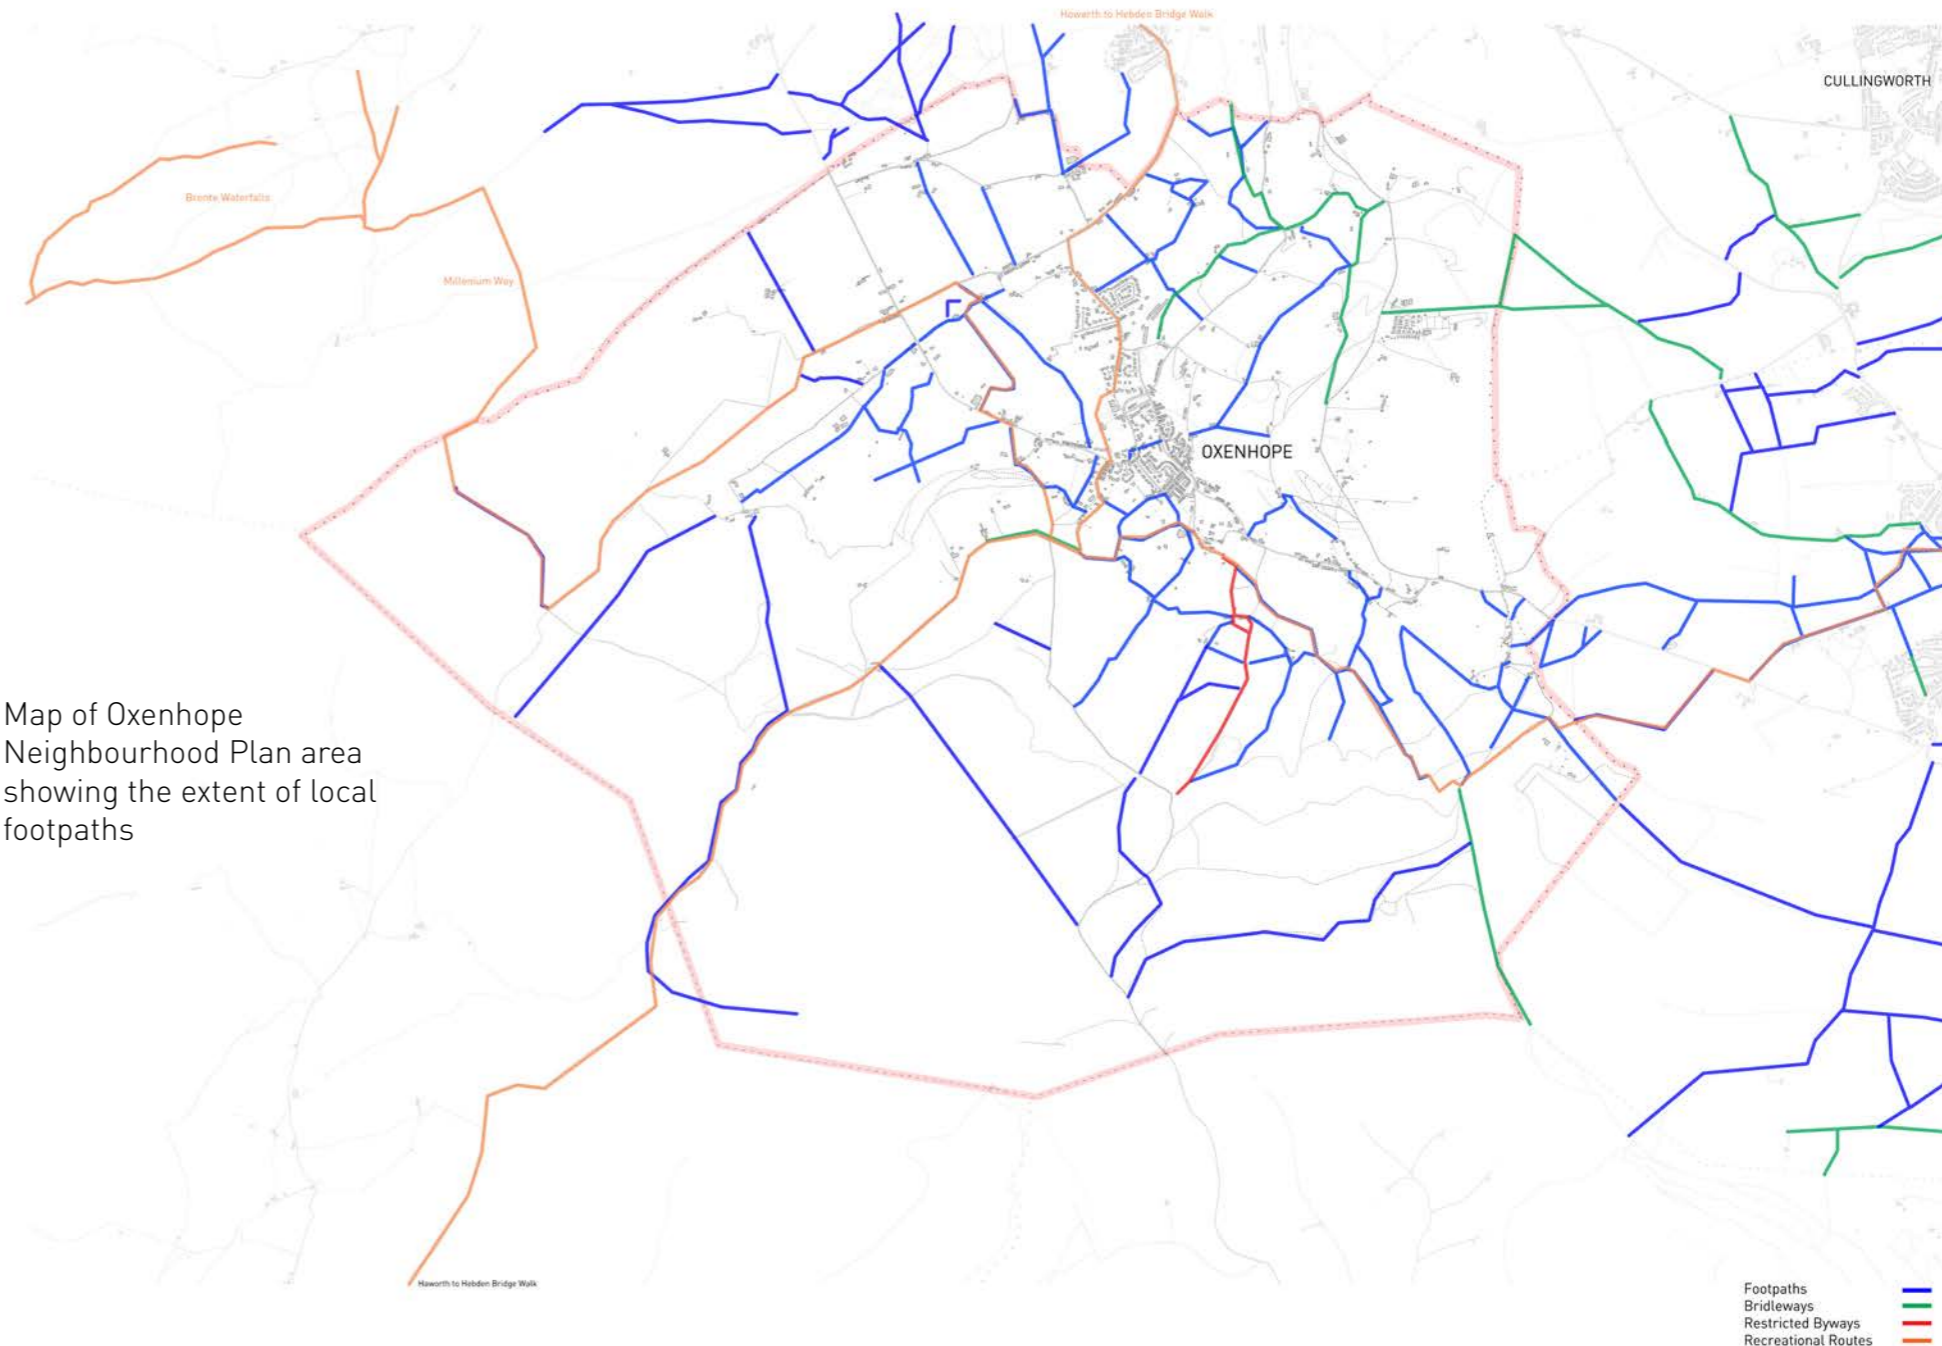 Howerth to Hebden Bridge Walk
CULLINGWORTH
Bronte Waterfalls
Millenium Way
OXENHOPE
Map of Oxenhope
Neighbourhood Plan area
showing the extent of local
footpaths
Haworth to Hebden Bridge Walk
Footpaths
Bridleways
Restricted Byways
Recreational Routes